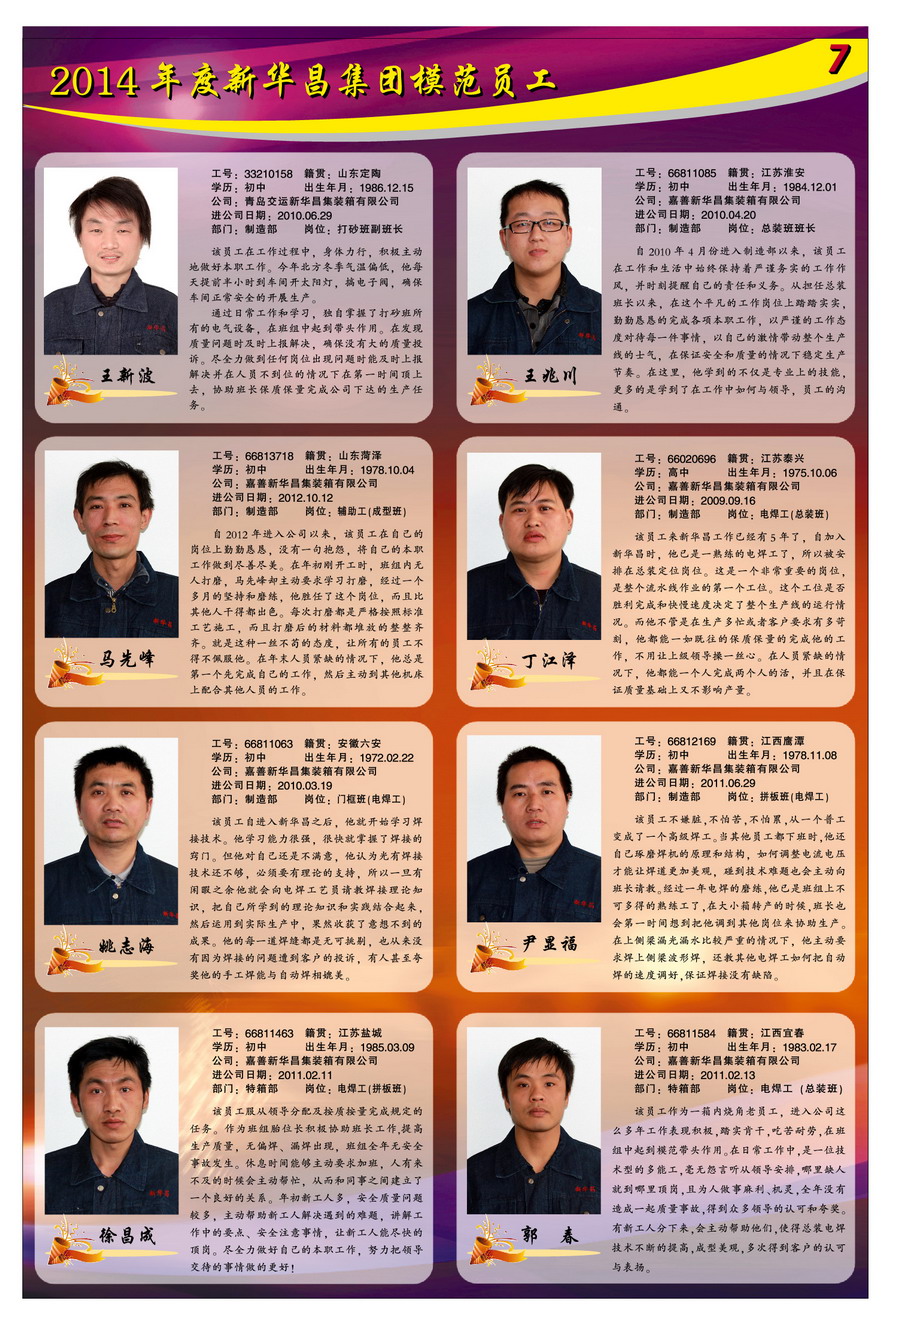 2014 年度新华昌集团模范员工
7
工号：33210158 籍贯：山东定陶
学历：初中 出生年月：1986.12.15
公司：青岛交运新华昌集装箱有限公司
进公司日期：2010.06.29
部门：制造部 岗位：打砂班副班长
该员工在工作过程中，身体力行，积极主动
地做好本职工作。今年北方冬季气温偏低，他每
天提前半小时到车间开太阳灯，搞电子阀，确保
车间正常安全的开展生产。
通过日常工作和学习，独自掌握了打砂班所
有的电气设备，在班组中起到带头作用。在发现
质量问题时及时上报解决，确保没有大的质量投
诉。尽全力做到任何岗位出现问题时能及时上报
解决并在人员不到位的情况下在第一时间顶上
去，协助班长保质保量完成公司下达的生产任
务。
王新波
工号：66811085 籍贯：江苏淮安
学历：初中 出生年月：1984.12.01
公司：嘉善新华昌集装箱有限公司
进公司日期：2010.04.20
部门：制造部 岗位：总装班班长
自 2010 年 4 月份进入制造部以来，该员工
在工作和生活中始终保持着严谨务实的工作作
风，并时刻提醒自己的责任和义务。从担任总装
班长以来，在这个平凡的工作岗位上踏踏实实，
勤勤恳恳的完成各项本职工作，以严谨的工作态
度对待每一件事情，以自己的激情带动整个生产
线的士气，在保证安全和质量的情况下稳定生产
节奏。在这里，他学到的不仅是专业上的技能，
更多的是学到了在工作中如何与领导，员工的沟
通。
王兆川
工号：66813718 籍贯：山东菏泽
学历：初中 出生年月：1978.10.04
公司：嘉善新华昌集装箱有限公司
进公司日期：2012.10.12
部门：制造部 岗位：辅助工(成型班)
自 2012 年进入公司以来，该员工在自己的
岗位上勤勤恳恳，没有一句抱怨，将自己的本职
工作做到尽善尽美。在年初刚开工时，班组内无
人打磨，马先峰却主动要求学习打磨，经过一个
多月的坚持和磨练，他胜任了这个岗位，而且比
其他人干得都出色。每次打磨都是严格按照标准
工艺施工，而且打磨后的材料都堆放的整整齐
齐。就是这种一丝不苟的态度，让所有的员工不
得不佩服他。在年末人员紧缺的情况下，他总是
第一个先完成自己的工作，然后主动到其他机床
上配合其他人员的工作。
马先峰
工号：66020696 籍贯：江苏泰兴
学历：高中 出生年月：1975.10.06
公司：嘉善新华昌集装箱有限公司
进公司日期：2009.09.16
部门：制造部 岗位：电焊工(总装班)
该员工来新华昌工作已经有 5 年了，自加入
新华昌时，他已是一熟练的电焊工了，所以被安
排在总装定位岗位。这是一个非常重要的岗位，
是整个流水线作业的第一个工位。这个工位是否
胜利完成和快慢速度决定了整个生产线的运行情
况。而他不管是在生产多忙或者客户要求有多苛
刻，他都能一如既往的保质保量的完成他的工
作，不用让上级领导操一丝心。在人员紧缺的情
况下，他都能一个人完成两个人的活，并且在保
证质量基础上又不影响产量。
丁江泽
工号：66811063 籍贯：安徽六安
学历：初中 出生年月：1972.02.22
公司：嘉善新华昌集装箱有限公司
进公司日期：2010.03.19
部门：制造部 岗位：门框班(电焊工)
该员工自进入新华昌之后，他就开始学习焊
接技术。他学习能力很强，很快就掌握了焊接的
窍门。但他对自己还是不满意，他认为光有焊接
技术还不够，必须要有理论的支持，所以一旦有
闲暇之余他就会向电焊工艺员请教焊接理论知
识，把自己所学到的理论知识和实践结合起来，
然后运用到实际生产中，果然收获了意想不到的
成果。他的每一道焊缝都是无可挑剔，也从来没
有因为焊接的问题遭到客户的投诉，有人甚至夸
奖他的手工焊能与自动焊相媲美。
姚志海
工号：66812169 籍贯：江西鹰潭
学历：初中 出生年月：1978.11.08
公司：嘉善新华昌集装箱有限公司
进公司日期：2011.06.29
部门：制造部 岗位：拼板班(电焊工)
该员工不嫌脏,不怕苦,不怕累,从一个普工
变成了一个高级焊工。当其他员工都下班时,他还
自己琢磨焊机的原理和结构，如何调整电流电压
才能让焊道更加美观，碰到技术难题也会主动向
班长请教。经过一年电焊的磨练,他已是班组上不
可多得的熟练工了,在大小箱转产的时候,班长也
会第一时间想到把他调到其他岗位来协助生产。
在上侧梁漏光漏水比较严重的情况下，他主动要
求焊上侧梁波形焊，还教其他电焊工如何把自动
焊的速度调好,保证焊接没有缺陷。
尹显福
工号：66811463 籍贯：江苏盐城
学历：初中 出生年月：1985.03.09
公司：嘉善新华昌集装箱有限公司
进公司日期：2011.02.11
部门：特箱部 岗位：电焊工(拼板班)
该员工服从领导分配及按质按量完成规定的
任务。作为班组胎位长积极协助班长工作,提高
生产质量，无偏焊、漏焊出现，班组全年无安全
事故发生。休息时间能够主动要求加班，人有来
不及的时候会主动帮忙，从而和同事之间建立了
一个良好的关系。年初新工人多，安全质量问题
较多，主动帮助新工人解决遇到的难题，讲解工
作中的要点、安全注意事情，让新工人能尽快的
顶岗。尽全力做好自己的本职工作，努力把领导
交待的事情做的更好！
徐昌成
工号：66811584 籍贯：江西宜春
学历：初中 出生年月：1983.02.17
公司：嘉善新华昌集装箱有限公司
进公司日期：2011.02.13
部门：特箱部 岗位：电焊工（总装班）
该员工作为一箱内烧角老员工，进入公司这
么多年工作表现积极,踏实肯干,吃苦耐劳,在班
组中起到模范带头作用。在日常工作中,是一位技
术型的多能工,毫无怨言听从领导安排,哪里缺人
就到哪里顶岗,且为人做事麻利、机灵,全年没有
造成一起质量事故,得到众多领导的认可和夸奖。
有新工人分下来,会主动帮助他们,使得总装电焊
技术不断的提高,成型美观,多次得到客户的认可
与表扬。
郭 春